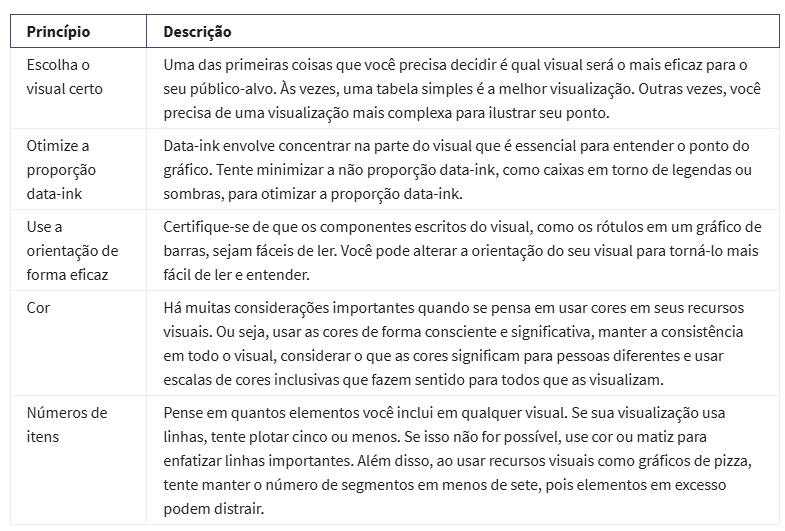 Princípio Descrição
Escolha o
visual certo
Uma das primeiras coisas que você precisa decidir é qual visual será o mais eficaz para o
seu público-alvo. Às vezes, uma tabela simples é a melhor visualização. Outras vezes, você
precisa de uma visualização mais complexa para ilustrar seu ponto.
Otimize a
proporção
data-ink
Data-ink envolve concentrar na parte do visual que é essencial para entender o ponto do
gráfico. Tente minimizar a não proporção data-ink, como caixas em torno de legendas ou
sombras, para otimizar a proporção data-ink.
Use a
orientação de
forma eficaz
Certifique-se de que os componentes escritos do visual, como os rótulos em um gráfico de
barras, sejam fáceis de ler. Você pode alterar a orientação do seu visual para torná-lo mais
fácil de ler e entender.
Cor
Há muitas considerações importantes quando se pensa em usar cores em seus recursos
visuais. Ou seja, usar as cores de forma consciente e significativa, manter a consistência
em todo o visual, considerar o que as cores significam para pessoas diferentes e usar
escalas de cores inclusivas que fazem sentido para todos que as visualizam.
Números de
itens
Pense em quantos elementos você inclui em qualquer visual. Se sua visualização usa
linhas, tente plotar cinco ou menos. Se isso não for possível, use cor ou matiz para
enfatizar linhas importantes. Além disso, ao usar recursos visuais como gráficos de pizza,
tente manter o número de segmentos em menos de sete, pois elementos em excesso
podem distrair.